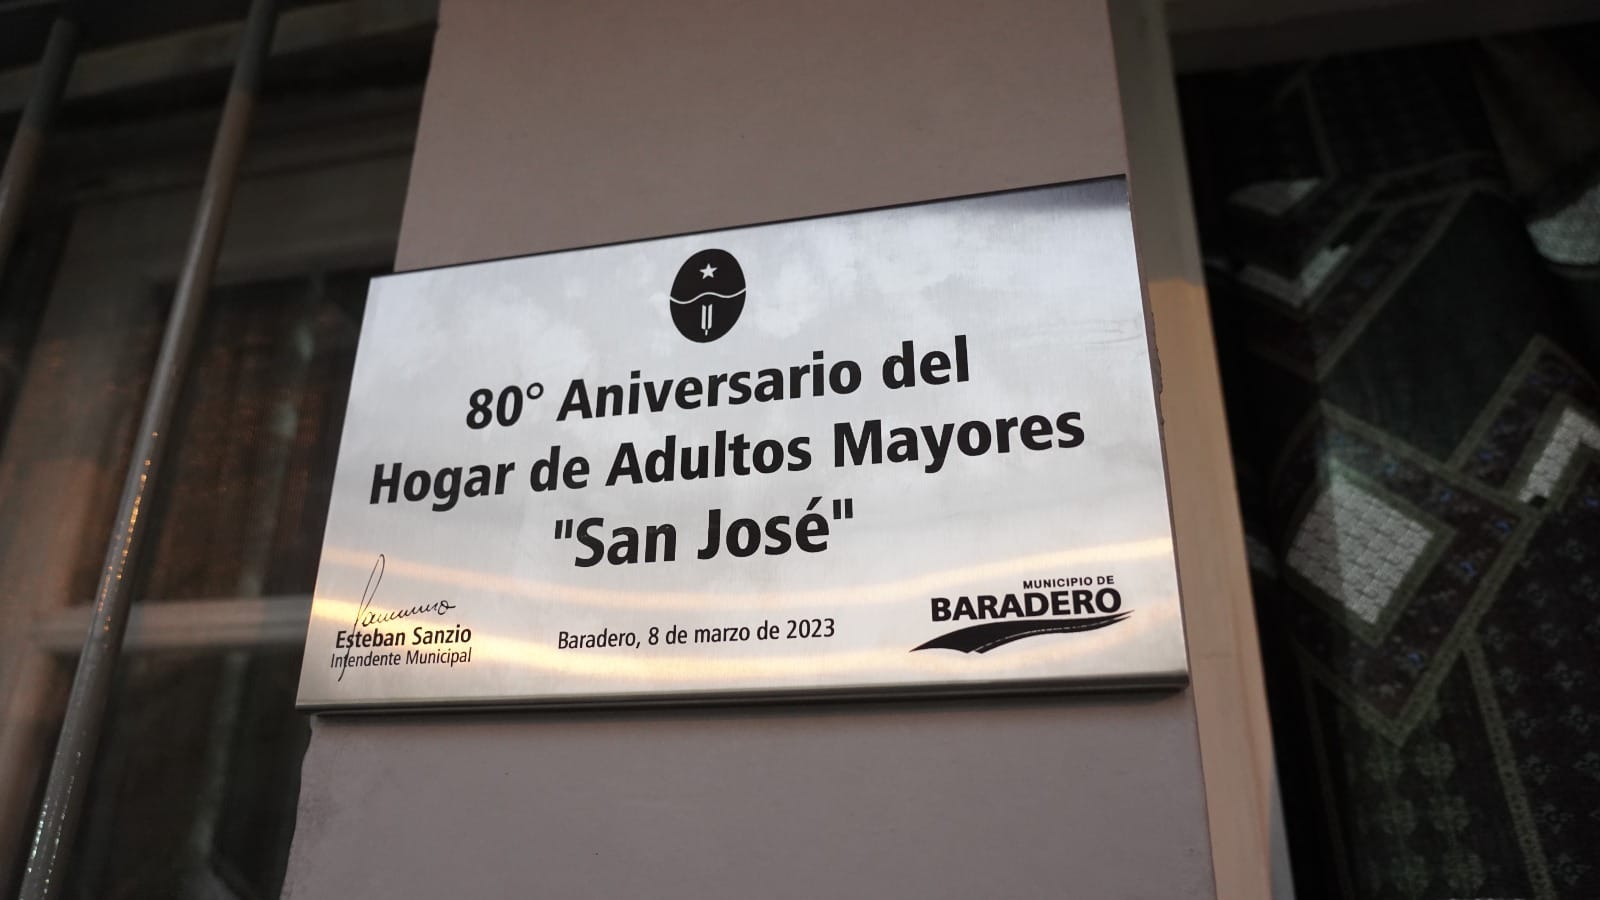 80° Aniversario del
Hogar de Adultos Mayores
"San José"
Esteban Sanzio
Intendente Municipal
Baradero, 8 de marzo de 2023
MUNICIPIO DE
BARADERO